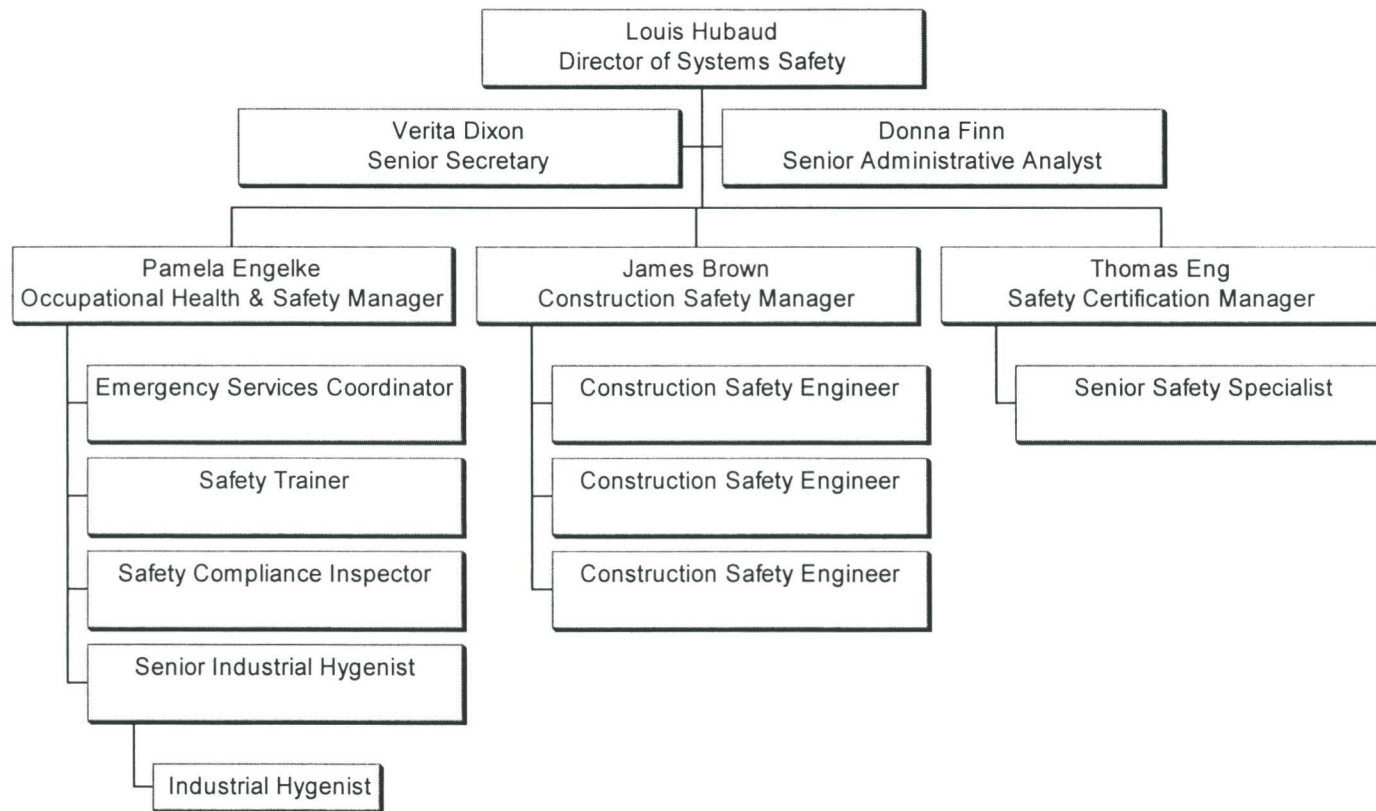 Louis Hubaud
Director of Systems Safety
Verita Dixon
Senior Secretary
Donna Finn
Senior Administrative Analyst
Pamela Engelke
Occupational Health & Safety Manager
Emergency Services Coordinator
Safety Trainer
Safety Compliance Inspector
Senior Industrial Hygenist
Industrial Hygenist
James Brown
Construction Safety Manager
Construction Safety Engineer
Construction Safety Engineer
Construction Safety Engineer
Thomas Eng
Safety Certification Manager
Senior Safety Specialist